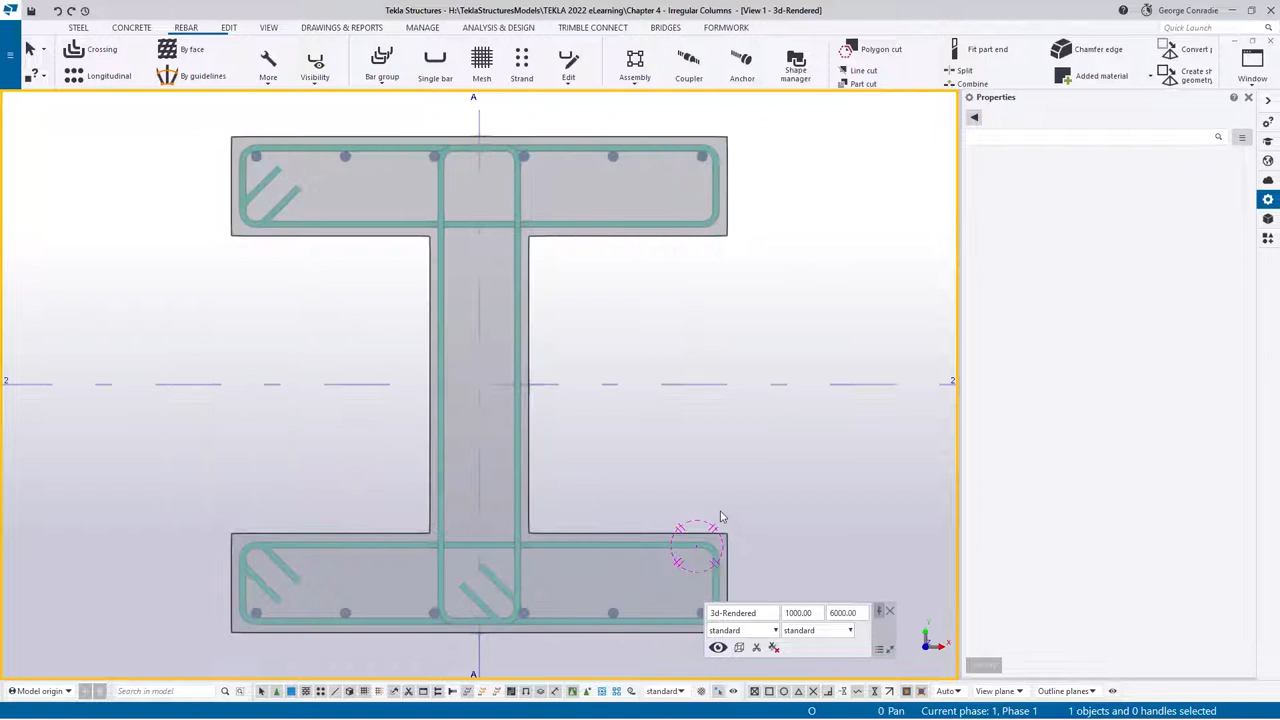 Tekla Structures - H:\TeklaStructuresModels\TEKLA 2022 eLearning\Chapter 4 - Irregular Columns - [View 1 - 3d-Rendered]
George Conradie
STEEL CONCRETE REBAR EDIT VIEW DRAWINGS & REPORTS MANAGE ANALYSIS & DESIGN TRIMBLE CONNECT BRIDGES FORMWORK
Quick Launch
Crossing
By face
Longitudinal
By guidelines
More
Visibility
Bar group
Single bar
Mesh
Strand
Edit
Assembly
Coupler
Anchor
Shape manager
Polygon cut
Line cut
Part cut
Fit part end
Split
Combine
Chamfer edge
Added material
Convert
Create sh
geometry
Window
Properties
A
2
2
A
3d-Rendered 1000.00 6000.00
standard standard
Y
X
Model origin
Search in model
standard
Auto
View plane
Outline planes
O
0 Pan
Current phase: 1, Phase 1
1 objects and 0 handles selected